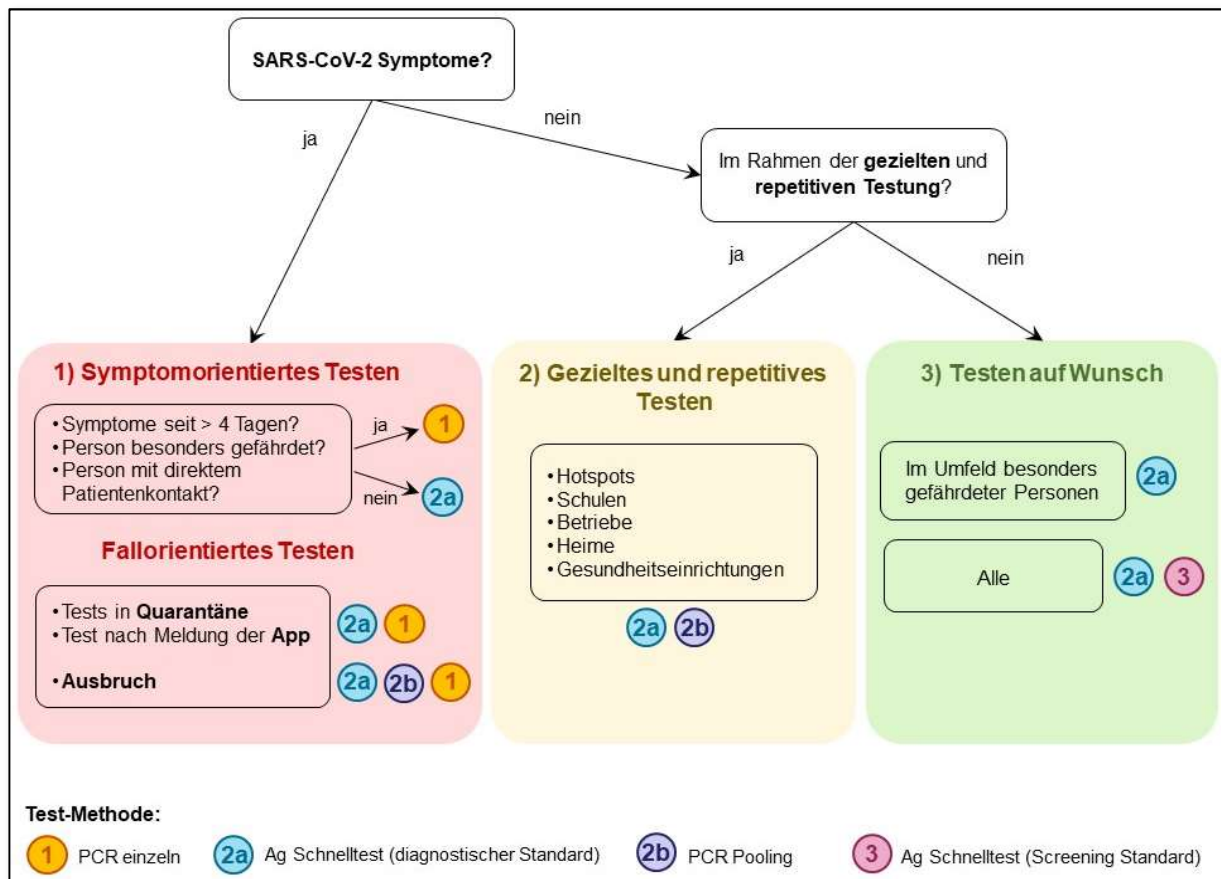 SARS-CoV-2 Symptome?
ja
nein
Im Rahmen der gezielten und
repetitiven Testung?
ja
nein
1) Symptomorientiertes Testen
• Symptome seit > 4 Tagen?
• Person besonders gefährdet?
• Person mit direktem
Patientenkontakt?
ja
1
nein
2a
Fallorientiertes Testen
• Tests in Quarantäne
• Test nach Meldung der App
2a 1
• Ausbruch
2a 2b 1
2) Gezieltes und repetitives
Testen
• Hotspots
• Schulen
• Betriebe
• Heime
• Gesundheitseinrichtungen
2a 2b
3) Testen auf Wunsch
Im Umfeld besonders
gefährdeter Personen
2a
Alle
2a 3
Test-Methode:
1 PCR einzeln
2a Ag Schnelltest (diagnostischer Standard)
2b PCR Pooling
3 Ag Schnelltest (Screening Standard)